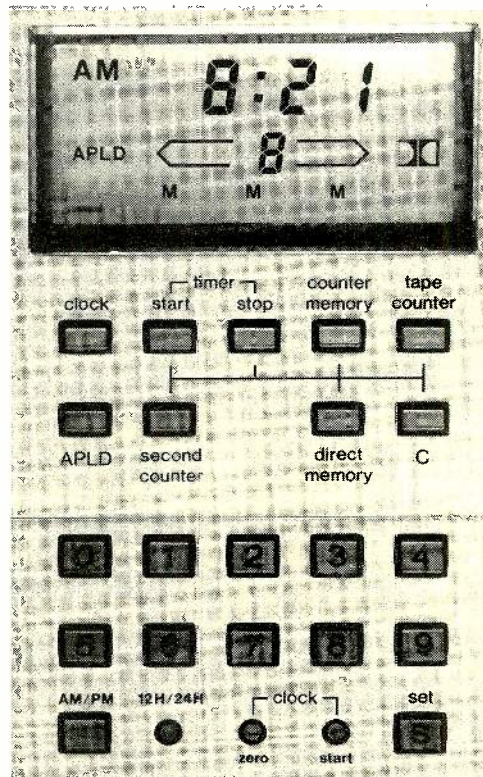 AM 8:21
APLD 8
M M M
timer
clock start stop counter memory tape counter
APLD second counter direct memory C
0 1 2 3 4
5 6 7 8 9
AM/PM 12H/24H clock set
S
zero start